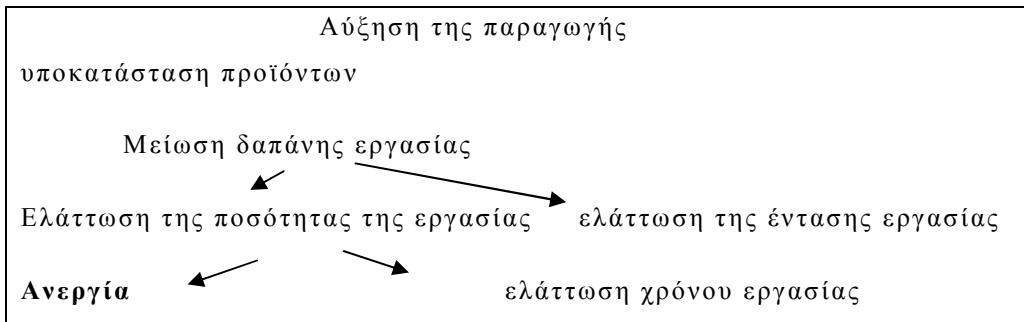 Αύξηση της παραγωγής
υποκατάσταση προϊόντων
Μείωση δαπάνης εργασίας
Ελάττωση της ποσότητας της εργασίας ελάττωση της έντασης εργασίας
Ανεργία ελάττωση χρόνου εργασίας